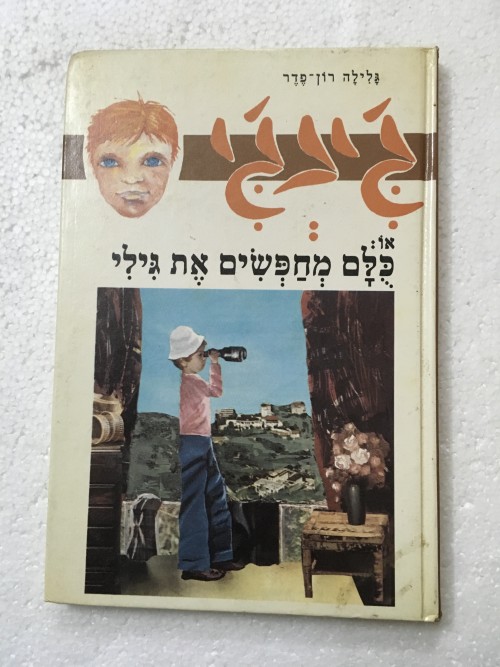 גָּלִילָה רוֹן־פֶדֶר
גִ'ינְגִ'י
אוֹ:
כֻּלָּם מְחַפְּשִׂים אֶת גִּילִי